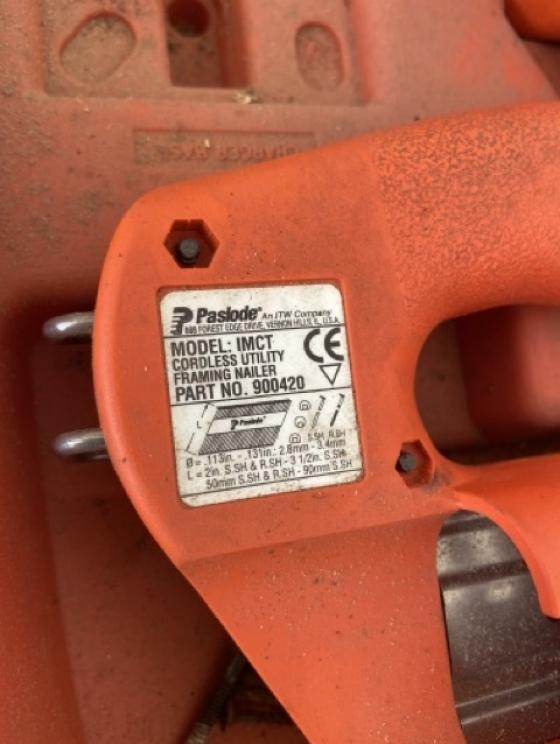 CHARGER BASE
Paslode® An ITW Company
888 FOREST EDGE DRIVE, VERNON HILLS, IL, U.S.A.
MODEL: IMCT
CORDLESS UTILITY
FRAMING NAILER
PART NO. 900420
CE
L
Paslode®
S.SH R.SH
Ø = .113in. - .131in.: 2.8mm - 3.4mm
L = 2in. S.SH & R.SH - 3 1/2in. S.SH
50mm S.SH & R.SH - 90mm S.SH